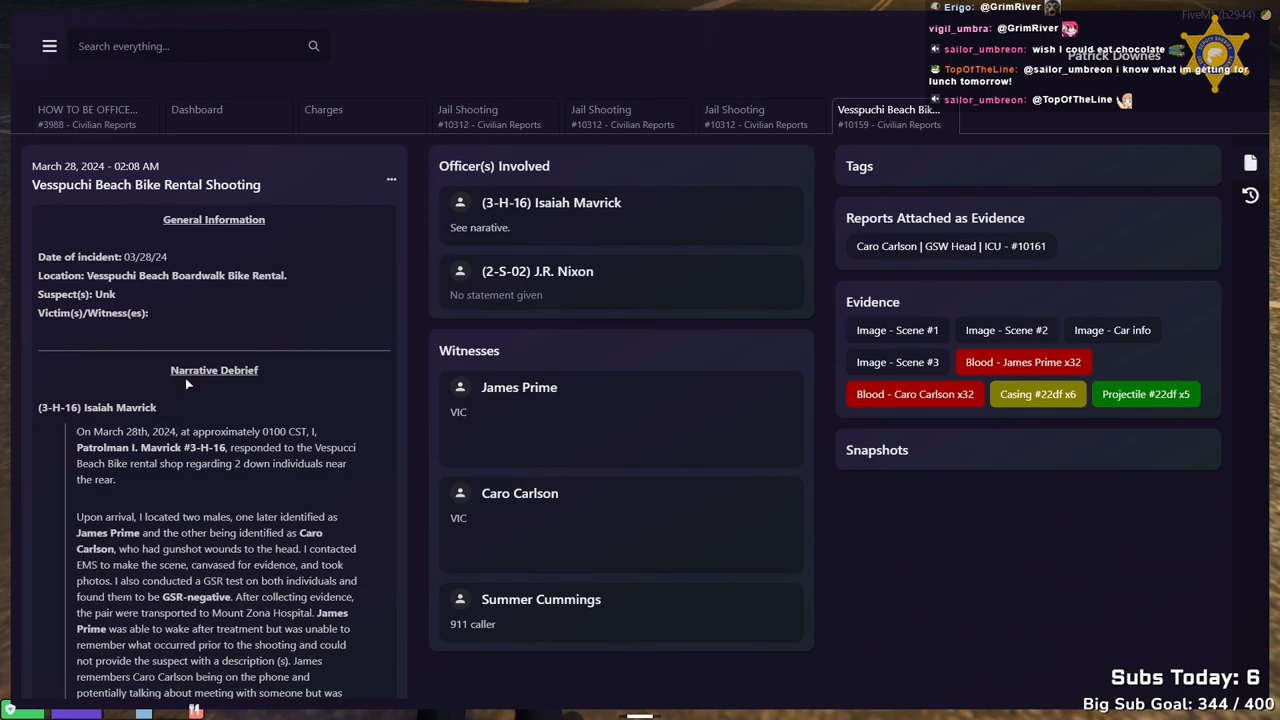 Erigo: @GrimRiver
FiveM® (b2944)
vigil_umbra: @GrimRiver
sailor_umbreon: wish I could eat chocolate
Patrick Downes
TopOfTheLine: @sailor_umbreon i know what im getting for
lunch tomorrow!
sailor_umbreon: @TopOfTheLine
Search everything...
HOW TO BE OFFICE...
#3988 - Civilian Reports
Dashboard
Charges
Jail Shooting
#10312 - Civilian Reports
Jail Shooting
#10312 - Civilian Reports
Jail Shooting
#10312 - Civilian Reports
Vesspuchi Beach Bik...
#10159 - Civilian Reports
March 28, 2024 - 02:08 AM
Vesspuchi Beach Bike Rental Shooting
...
General Information
Date of incident: 03/28/24
Location: Vesspuchi Beach Boardwalk Bike Rental.
Suspect(s): Unk
Victim(s)/Witness(es):
Narrative Debrief
(3-H-16) Isaiah Mavrick
On March 28th, 2024, at approximately 0100 CST, I,
Patrolman I. Mavrick #3-H-16, responded to the Vespucci
Beach Bike rental shop regarding 2 down individuals near
the rear.
Upon arrival, I located two males, one later identified as
James Prime and the other being identified as Caro
Carlson, who had gunshot wounds to the head. I contacted
EMS to make the scene, canvased for evidence, and took
photos. I also conducted a GSR test on both individuals and
found them to be GSR-negative. After collecting evidence,
the pair were transported to Mount Zona Hospital. James
Prime was able to wake after treatment but was unable to
remember what occurred prior to the shooting and could
not provide the suspect with a description (s). James
remembers Caro Carlson being on the phone and
potentially talking about meeting with someone but was
Officer(s) Involved
(3-H-16) Isaiah Mavrick
See narative.
(2-S-02) J.R. Nixon
No statement given
Witnesses
James Prime
VIC
Caro Carlson
VIC
Summer Cummings
911 caller
Tags
Reports Attached as Evidence
Caro Carlson | GSW Head | ICU - #10161
Evidence
Image - Scene #1
Image - Scene #2
Image - Car info
Image - Scene #3
Blood - James Prime x32
Blood - Caro Carlson x32
Casing #22df x6
Projectile #22df x5
Snapshots
Subs Today: 6
Big Sub Goal: 344 / 400